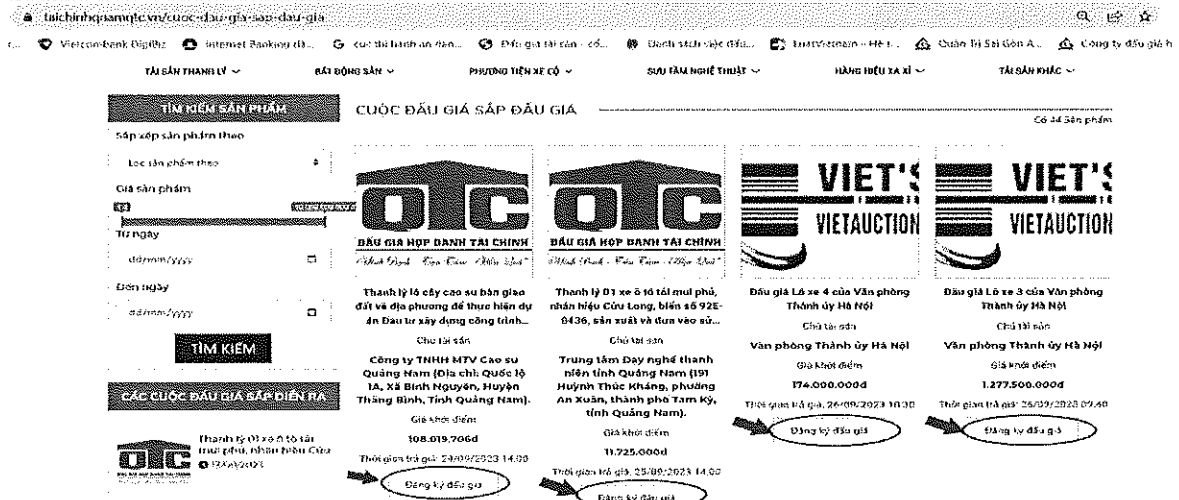 taichinhquangnamqtc.vn/cuoc-dau-gia-sap-dau-gia
Vietcombank DigiBiz
Internet Banking
TÀI SẢN THANH LÝ
BẤT ĐỘNG SẢN
PHƯƠNG TIỆN XE CỘ
SƯU TẦM NGHỆ THUẬT
HÀNG HIỆU XA XỈ
TÀI SẢN KHÁC
TÌM KIẾM SẢN PHẨM
Sắp xếp sản phẩm theo
Lọc sản phẩm theo
Giá sản phẩm
Từ ngày
dd/mm/yyyy
Đến ngày
dd/mm/yyyy
TÌM KIẾM
CÁC CUỘC ĐẤU GIÁ SẮP DIỄN RA
Thanh lý 01 xe ô tô tải
mui phủ, nhãn hiệu Cửu
CUỘC ĐẤU GIÁ SẮP ĐẤU GIÁ
Có 44 Sản phẩm
QTC
ĐẤU GIÁ HỢP DANH TÀI CHÍNH
Thanh lý lô cây cao su bàn giao
đất về địa phương để thực hiện dự
án Đầu tư xây dựng công trình...
Chủ tài sản
Công ty TNHH MTV Cao su
Quảng Nam (Địa chỉ: Quốc lộ
1A, Xã Bình Nguyên, Huyện
Thăng Bình, Tỉnh Quảng Nam).
Giá khởi điểm
108.019.706đ
Thời gian trả giá: 24/09/2023 14:00
Đăng ký đấu giá
QTC
ĐẤU GIÁ HỢP DANH TÀI CHÍNH
Thanh lý 01 xe ô tô tải mui phủ,
nhãn hiệu Cửu Long, biển số 92E-
0436, sản xuất và đưa vào sử...
Chủ tài sản
Trung tâm Dạy nghề thanh
niên tỉnh Quảng Nam (191
Huỳnh Thúc Kháng, phường
An Xuân, thành phố Tam Kỳ,
tỉnh Quảng Nam).
Giá khởi điểm
11.725.000đ
Thời gian trả giá: 25/09/2023 14:00
Đăng ký đấu giá
VIET'S
VIETAUCTION
Đấu giá Lô xe 4 của Văn phòng
Thành ủy Hà Nội
Chủ tài sản
Văn phòng Thành ủy Hà Nội
Giá khởi điểm
174.000.000đ
Thời gian trả giá: 26/09/2023 10:30
Đăng ký đấu giá
VIET'S
VIETAUCTION
Đấu giá Lô xe 3 của Văn phòng
Thành ủy Hà Nội
Chủ tài sản
Văn phòng Thành ủy Hà Nội
Giá khởi điểm
1.277.500.000đ
Thời gian trả giá: 26/09/2023 09:40
Đăng ký đấu giá